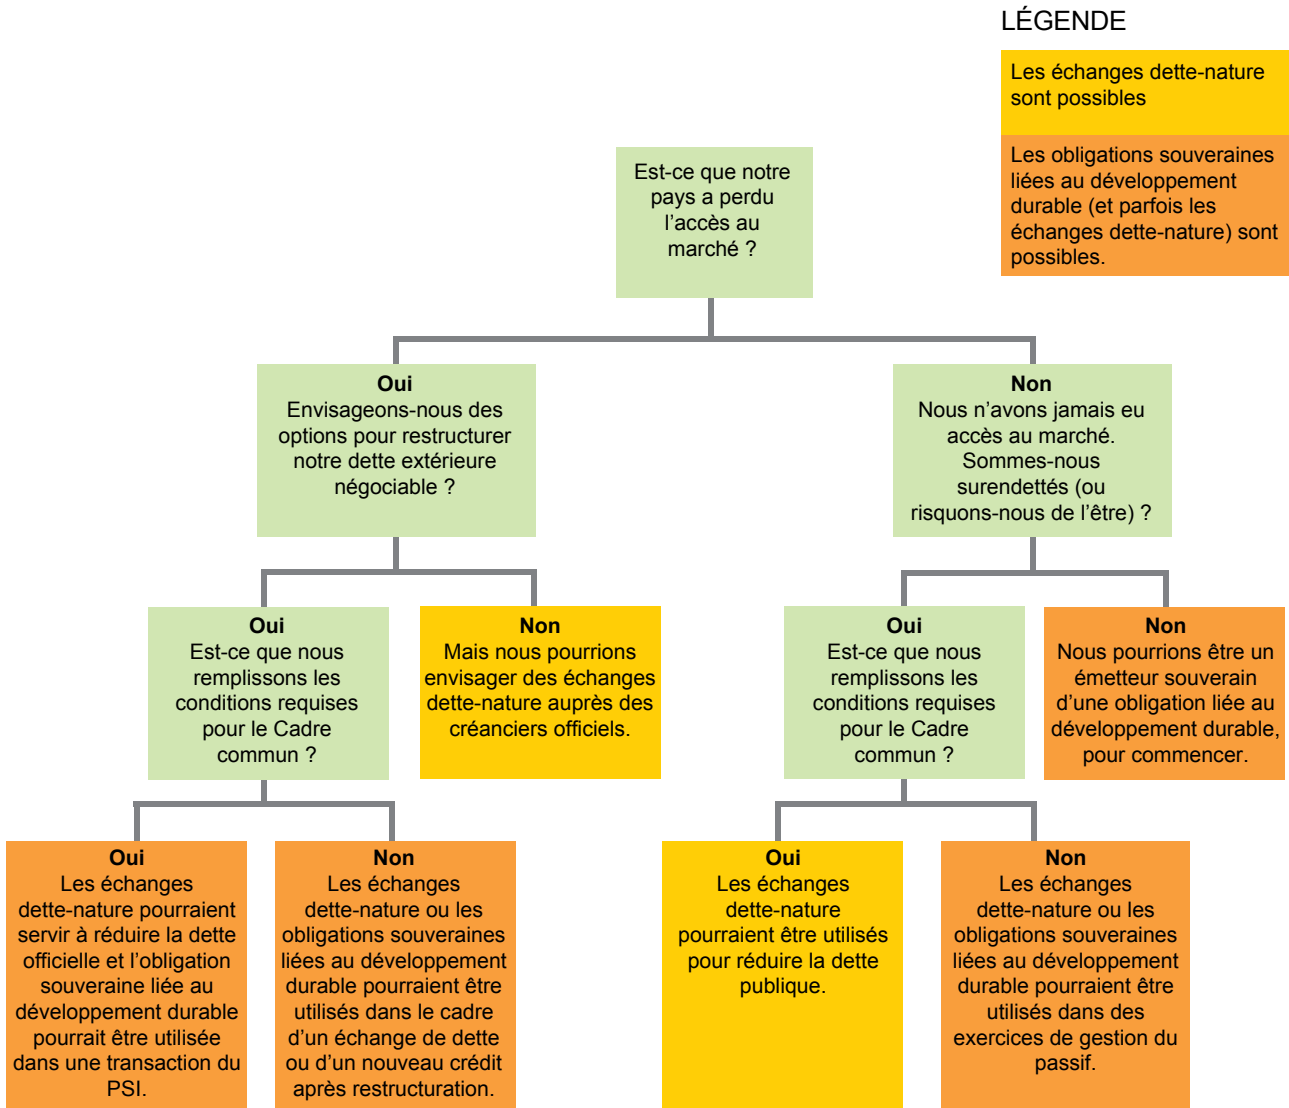 LÉGENDE
Les échanges dette-nature
sont possibles
Les obligations souveraines
liées au développement
durable (et parfois les
échanges dette-nature) sont
possibles.
Est-ce que notre
pays a perdu
l’accès au
marché ?
Oui
Envisageons-nous des
options pour restructurer
notre dette extérieure
négociable ?
Non
Nous n’avons jamais eu
accès au marché.
Sommes-nous
surendettés (ou
risquons-nous de l’être) ?
Oui
Est-ce que nous
remplissons les
conditions requises
pour le Cadre
commun ?
Non
Mais nous pourrions
envisager des échanges
dette-nature auprès des
créanciers officiels.
Oui
Est-ce que nous
remplissons les
conditions requises
pour le Cadre
commun ?
Non
Nous pourrions être un
émetteur souverain
d’une obligation liée au
développement durable,
pour commencer.
Oui
Les échanges
dette-nature pourraient
servir à réduire la dette
officielle et l’obligation
souveraine liée au
développement durable
pourrait être utilisée
dans une transaction du
PSI.
Non
Les échanges
dette-nature ou les
obligations souveraines
liées au développement
durable pourraient être
utilisés dans le cadre
d’un échange de dette
ou d’un nouveau crédit
après restructuration.
Oui
Les échanges
dette-nature
pourraient être utilisés
pour réduire la dette
publique.
Non
Les échanges
dette-nature ou les
obligations souveraines
liées au développement
durable pourraient être
utilisés dans des
exercices de gestion du
passif.